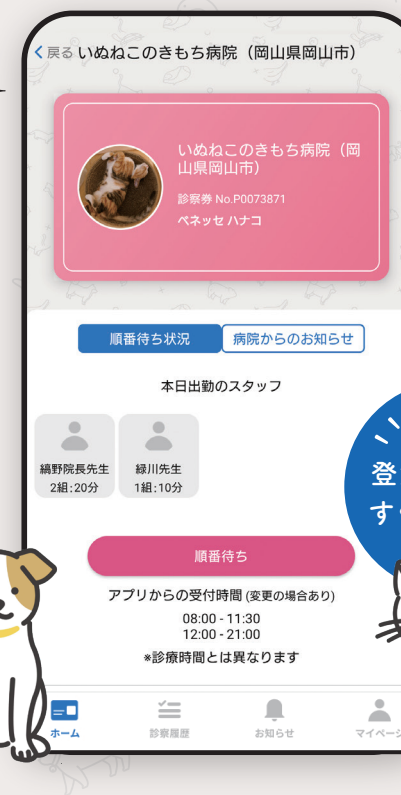 戻る いぬねこのきもち病院（岡山県岡山市）
いぬねこのきもち病院（岡
山県岡山市）
診察券 No.P0073871
ベネッセ ハナコ
順番待ち状況
病院からのお知らせ
本日出勤のスタッフ
縞野院長先生
2組:20分
緑川先生
1組:10分
登
す
順番待ち
アプリからの受付時間 (変更の場合あり)
08:00 - 11:30
12:00 - 21:00
*診療時間とは異なります
ホーム
診察履歴
お知らせ
マイページ